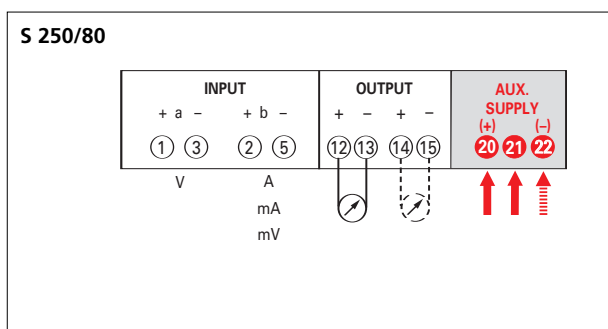 S 250/80
INPUT OUTPUT AUX.
SUPPLY
+ a − + b − + − + − (+) (−)
1 3 2 5 12 13 14 15 20 21 22
V A
mA
mV